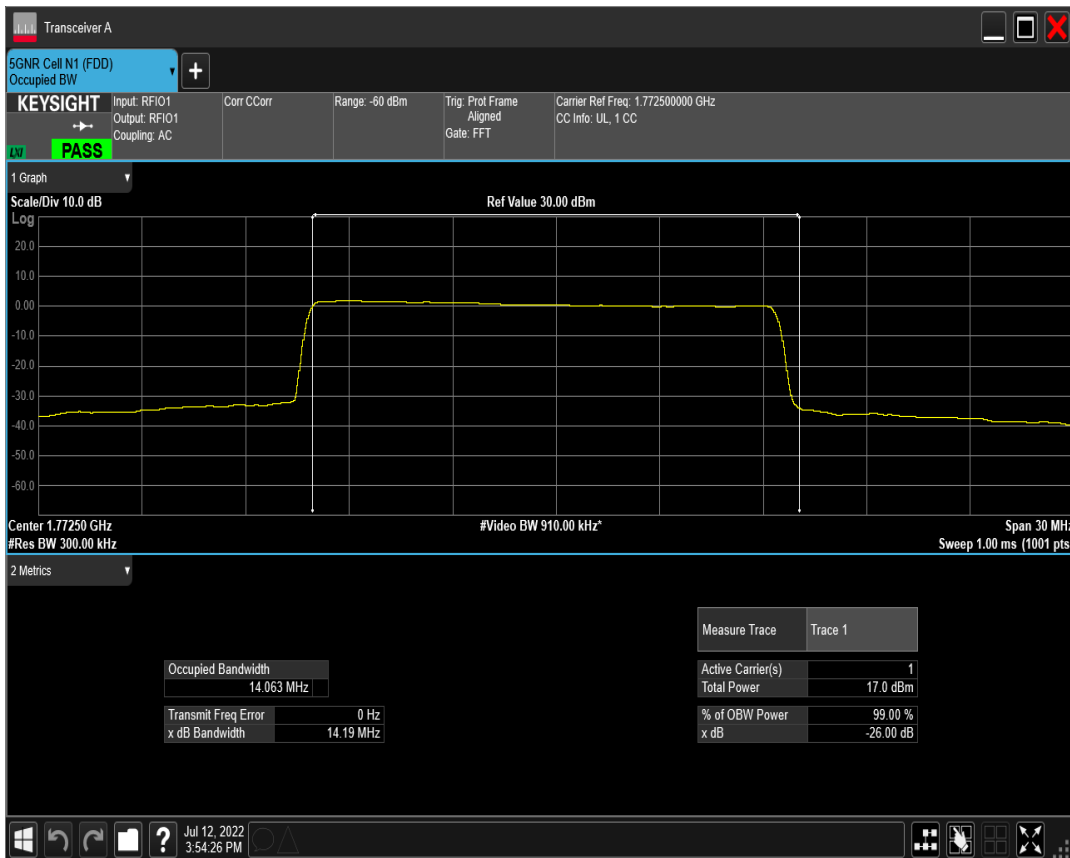 Transceiver A
5GNR Cell N1 (FDD)
Occupied BW
+
KEYSIGHT
LXI
PASS
Input: RFIO1
Output: RFIO1
Coupling: AC
Corr CCorr
Range: -60 dBm
Trig: Prot Frame
Aligned
Gate: FFT
Carrier Ref Freq: 1.772500000 GHz
CC Info: UL, 1 CC
1 Graph
Scale/Div 10.0 dB
Ref Value 30.00 dBm
Log
20.0
10.0
0.00
-10.0
-20.0
-30.0
-40.0
-50.0
-60.0
Center 1.77250 GHz
#Video BW 910.00 kHz*
Span 30 MHz
#Res BW 300.00 kHz
Sweep 1.00 ms (1001 pts
2 Metrics
Measure Trace Trace 1
Occupied Bandwidth
14.063 MHz
Active Carrier(s) 1
Total Power 17.0 dBm
Transmit Freq Error 0 Hz
x dB Bandwidth 14.19 MHz
% of OBW Power 99.00 %
x dB -26.00 dB
?
Jul 12, 2022
3:54:26 PM